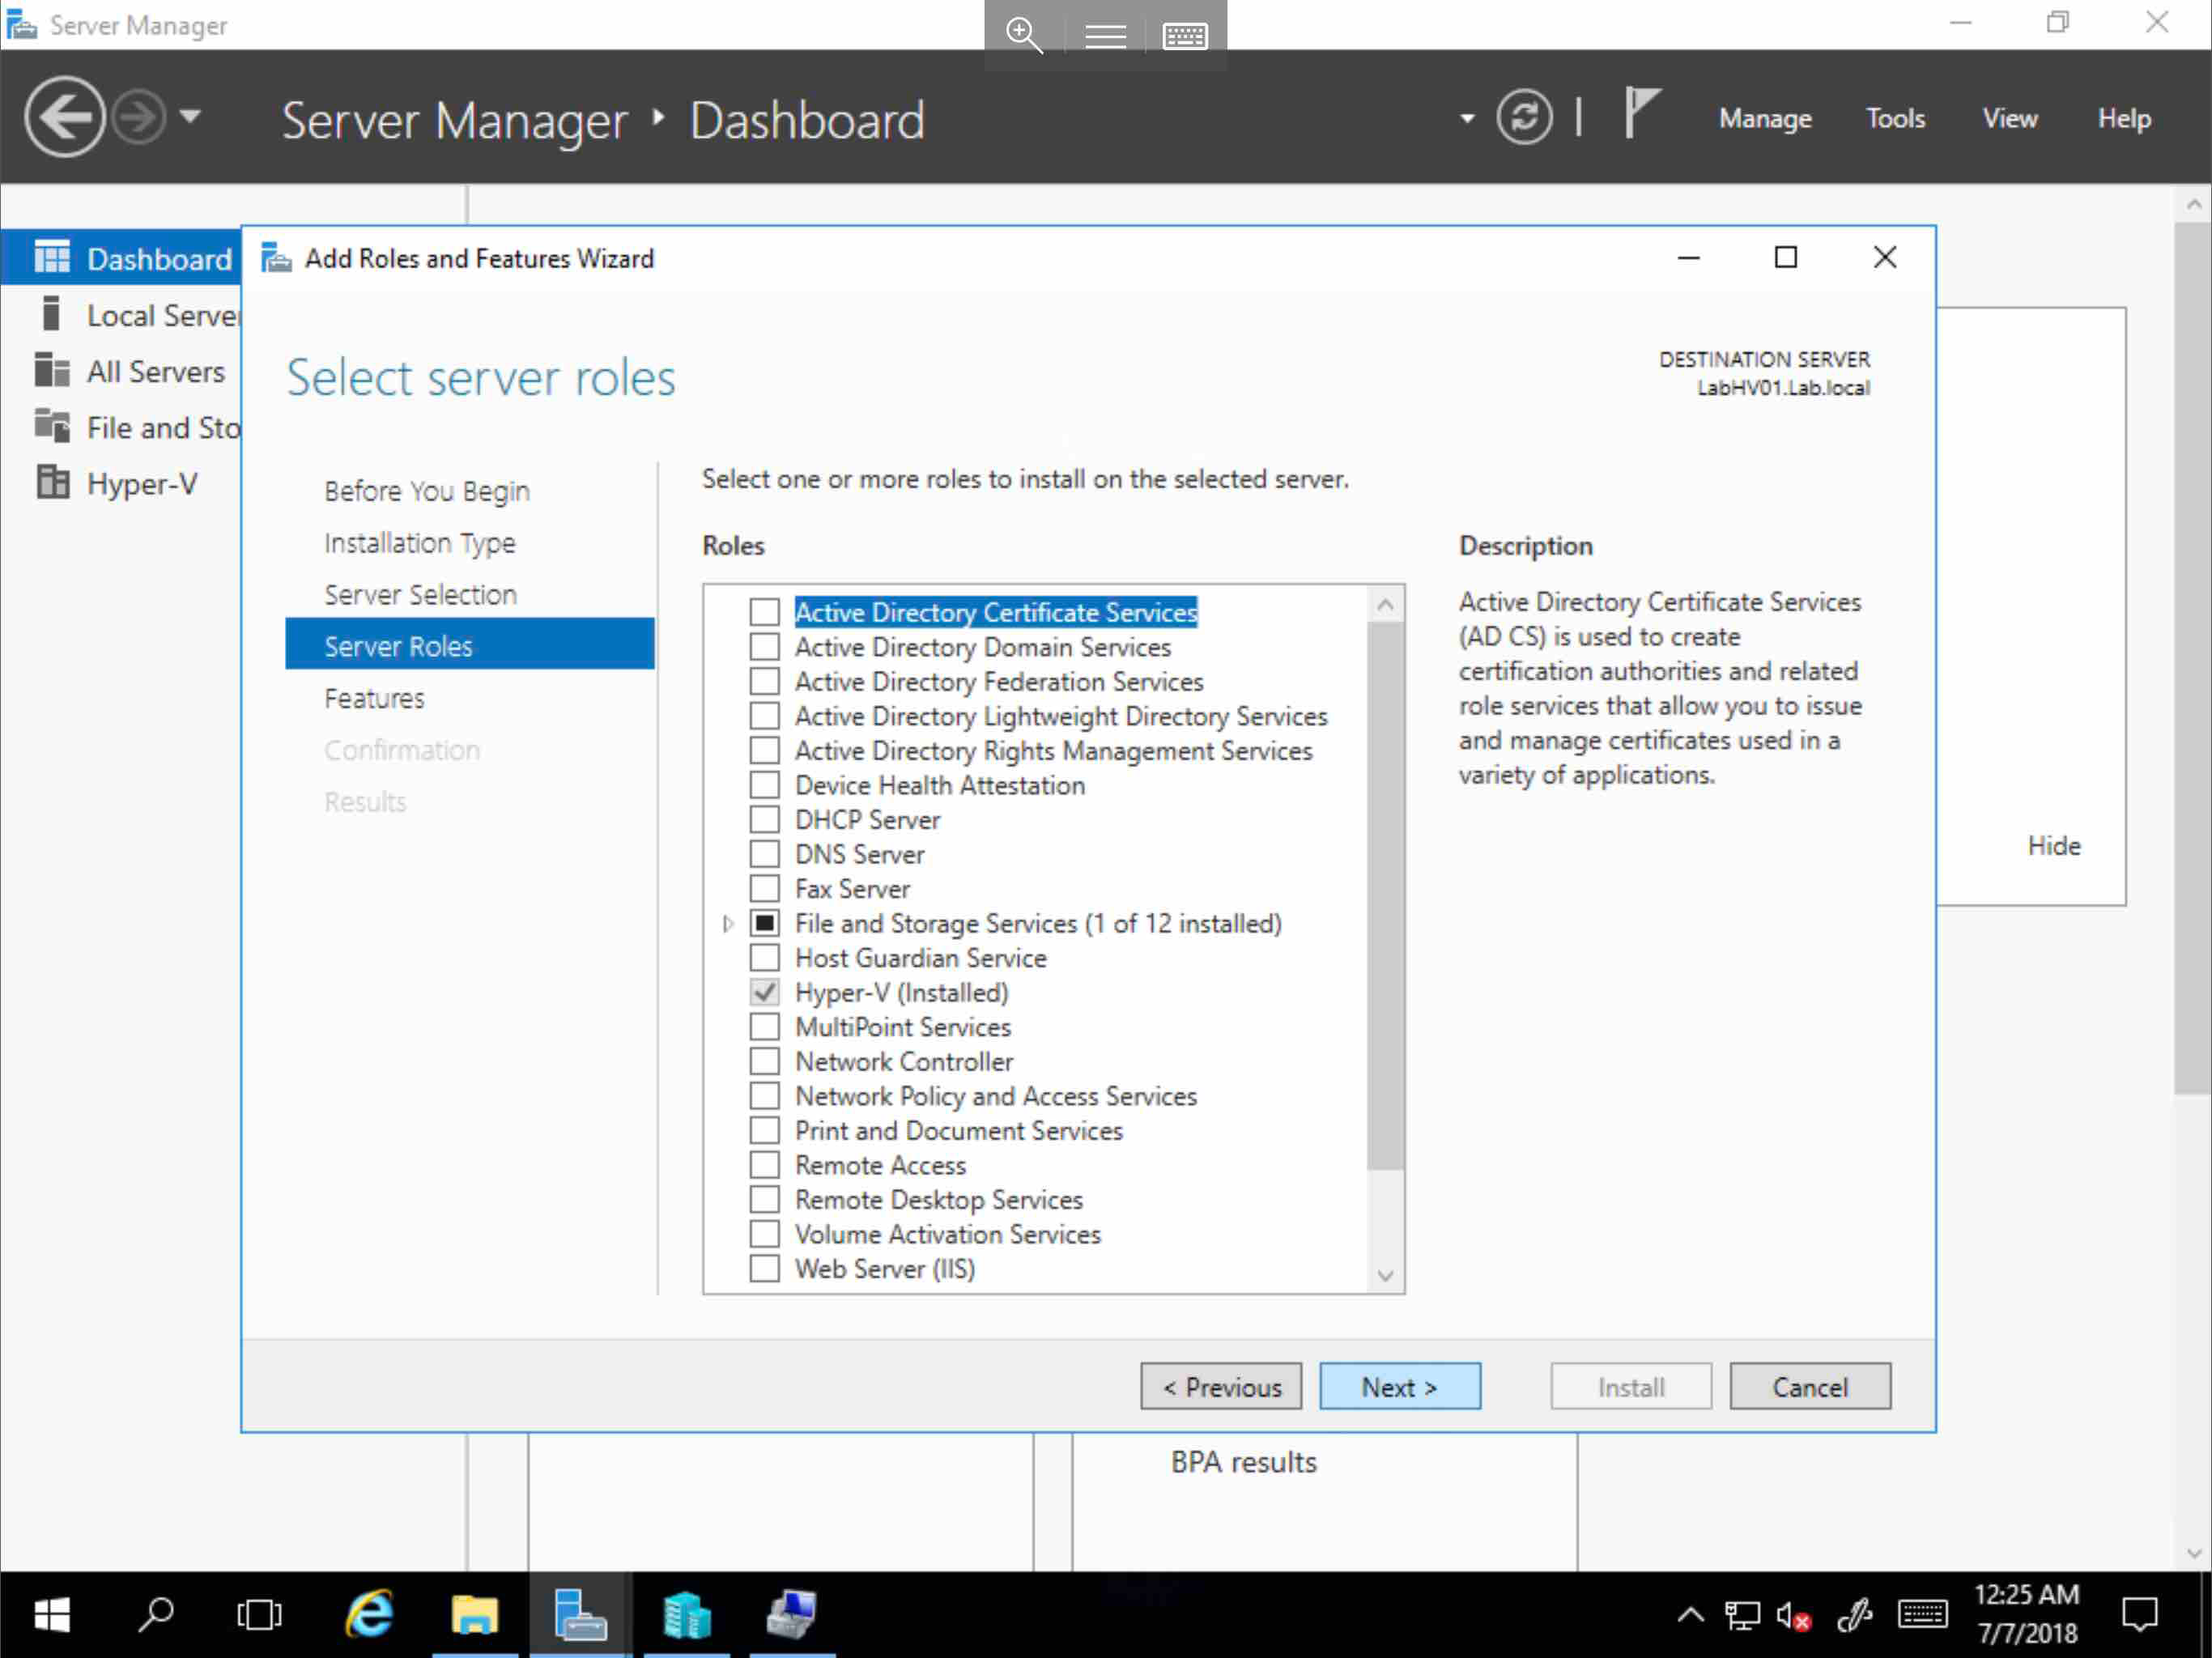 Server Manager
Server Manager
Dashboard
Manage
Tools
View
Help
Dashboard
Local Server
All Servers
File and Sto
Hyper-V
Add Roles and Features Wizard
Select server roles
DESTINATION SERVER
LabHV01.Lab.local
Before You Begin
Installation Type
Server Selection
Server Roles
Features
Confirmation
Results
Select one or more roles to install on the selected server.
Roles
Active Directory Certificate Services
Active Directory Domain Services
Active Directory Federation Services
Active Directory Lightweight Directory Services
Active Directory Rights Management Services
Device Health Attestation
DHCP Server
DNS Server
Fax Server
File and Storage Services (1 of 12 installed)
Host Guardian Service
Hyper-V (Installed)
MultiPoint Services
Network Controller
Network Policy and Access Services
Print and Document Services
Remote Access
Remote Desktop Services
Volume Activation Services
Web Server (IIS)
Description
Active Directory Certificate Services
(AD CS) is used to create
certification authorities and related
role services that allow you to issue
and manage certificates used in a
variety of applications.
Hide
< Previous
Next >
Install
Cancel
BPA results
12:25 AM
7/7/2018